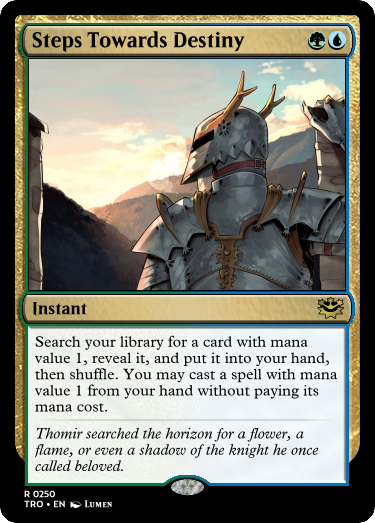 Steps Towards Destiny
Instant
Search your library for a card with mana
value 1, reveal it, and put it into your hand,
then shuffle. You may cast a spell with mana
value 1 from your hand without paying its
mana cost.
Thomir searched the horizon for a flower, a
flame, or even a shadow of the knight he once
called beloved.
R 0250
TRO • EN LUMEN